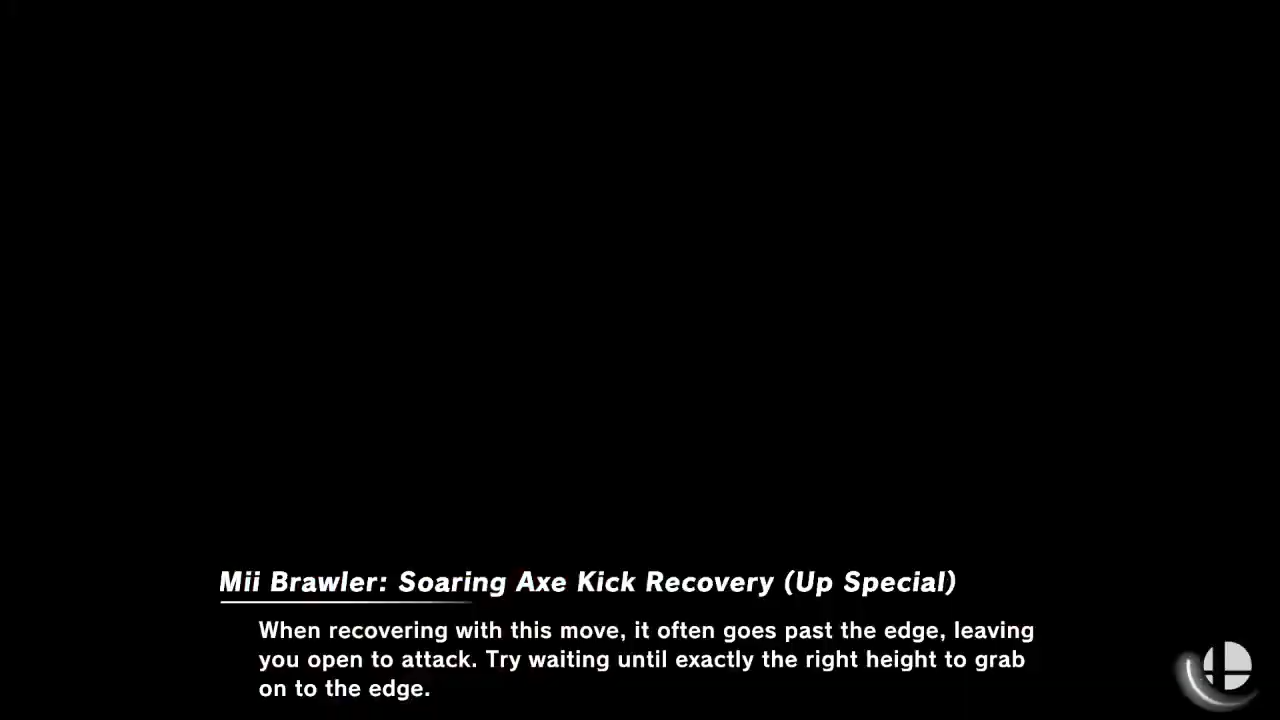 Mii Brawler: Soaring Axe Kick Recovery (Up Special)
When recovering with this move, it often goes past the edge, leaving
you open to attack. Try waiting until exactly the right height to grab
on to the edge.